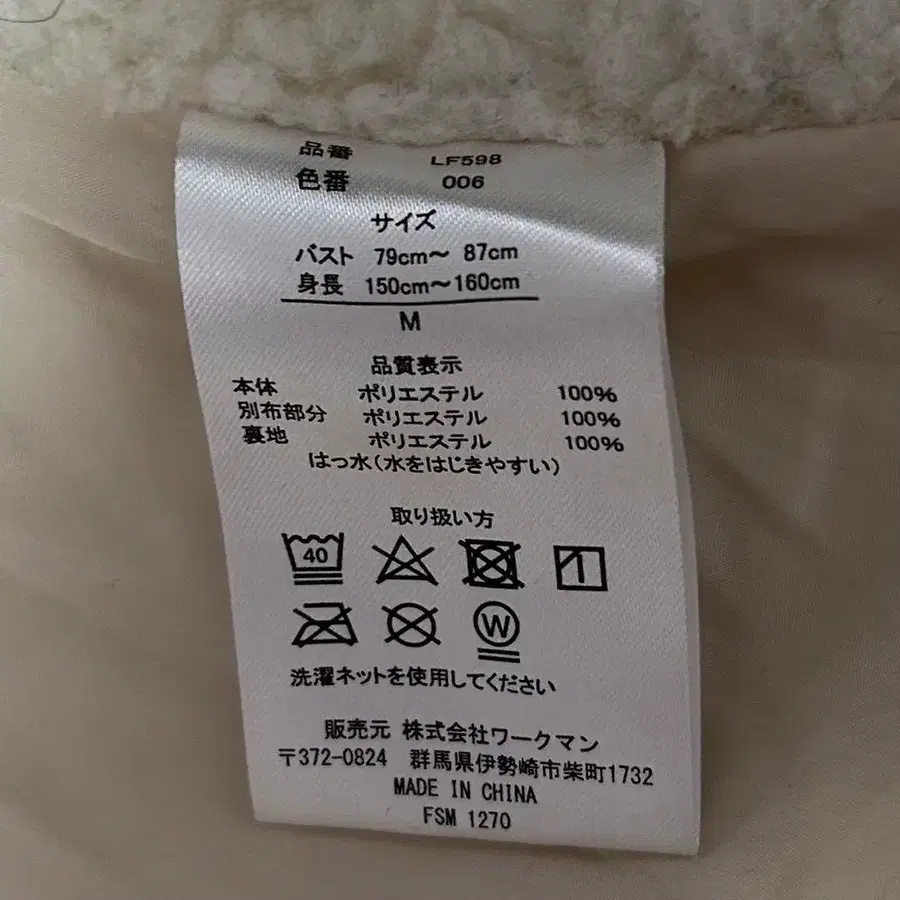 品番 LF598
色番 006
サイズ
バスト 79cm～ 87cm
身長 150cm～160cm
M
品質表示
本体 ポリエステル 100%
別布部分 ポリエステル 100%
裏地 ポリエステル 100%
はっ水(水をはじきやすい)
取り扱い方
40
W
洗濯ネットを使用してください
販売元 株式会社ワークマン
〒372-0824 群馬県伊勢崎市柴町1732
MADE IN CHINA
FSM 1270